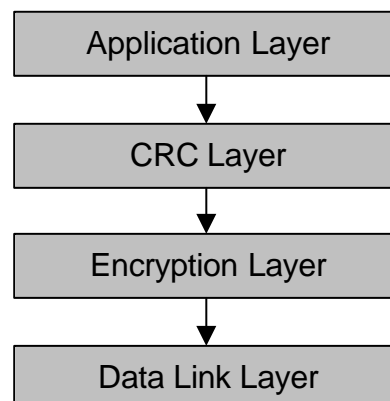 Application Layer
CRC Layer
Encryption Layer
Data Link Layer